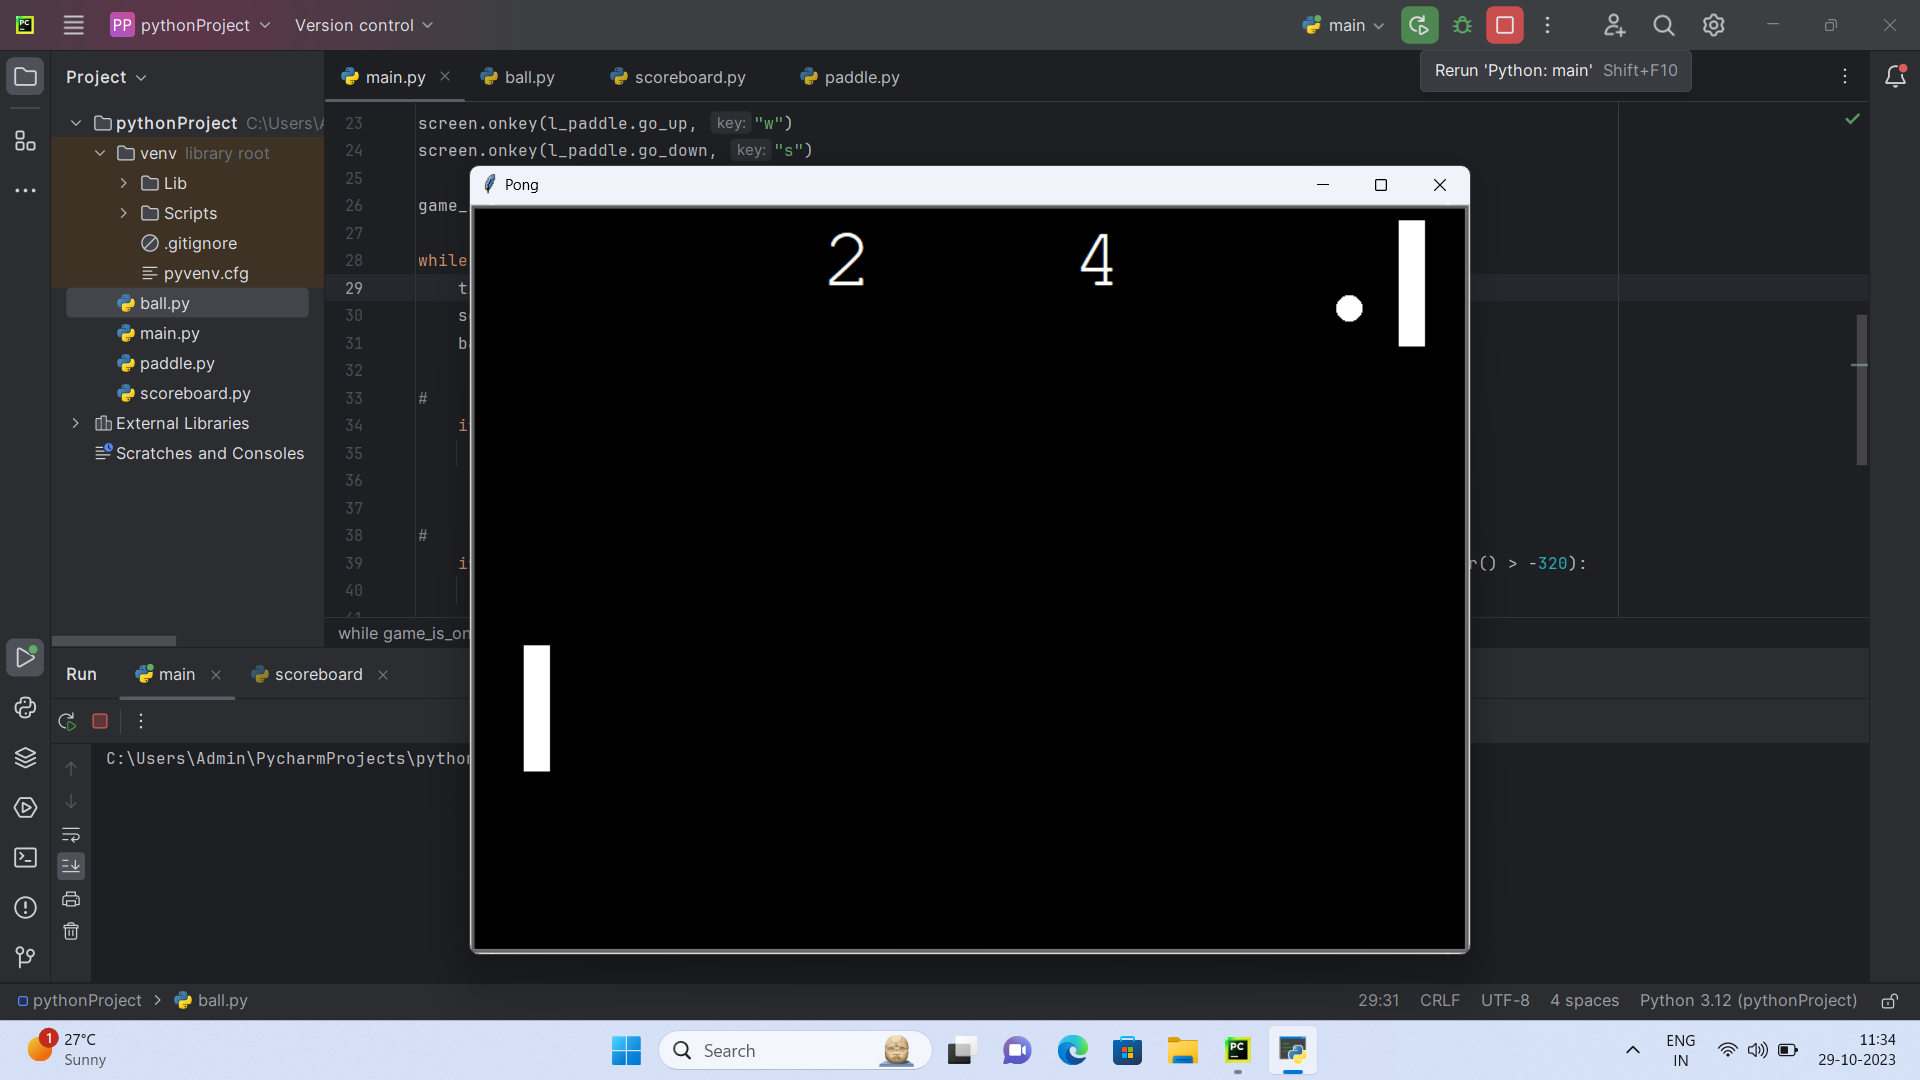 PC
PP pythonProject
Version control
main
Project
main.py
ball.py
scoreboard.py
paddle.py
Rerun 'Python: main' Shift+F10
pythonProject C:\Users\
venv library root
Lib
Scripts
.gitignore
pyvenv.cfg
ball.py
main.py
paddle.py
scoreboard.py
External Libraries
Scratches and Consoles
23 screen.onkey(l_paddle.go_up, key: "w")
24 screen.onkey(l_paddle.go_down, key: "s")
25
26 game_
27
28 while
29 t
30 s
31 b
32
33 #
34 i
35
36
37
38 #
39 i r() > -320):
40
41
while game_is_on
Pong
2 4
Run
main
scoreboard
C:\Users\Admin\PycharmProjects\pytho
pythonProject > ball.py
29:31 CRLF UTF-8 4 spaces Python 3.12 (pythonProject)
1
27°C
Sunny
Search
PC
ENG
IN
11:34
29-10-2023